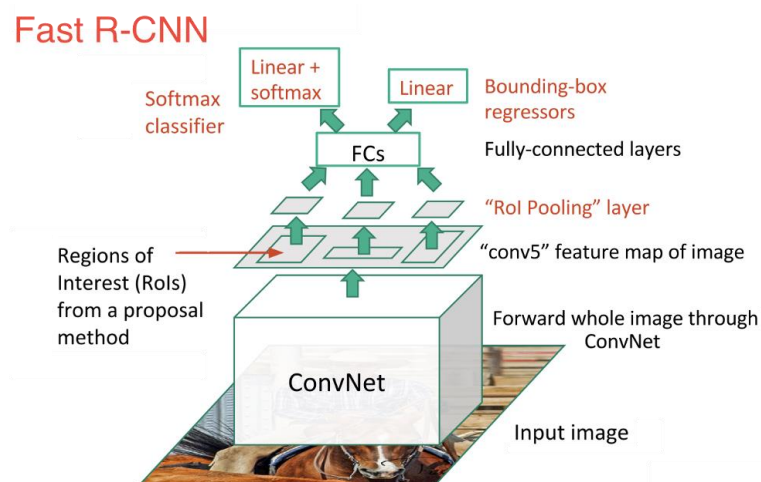 Fast R-CNN
Linear +
softmax
Linear
Softmax
classifier
Bounding-box
regressors
FCs
Fully-connected layers
“RoI Pooling” layer
Regions of
Interest (RoIs)
from a proposal
method
“conv5” feature map of image
Forward whole image through
ConvNet
ConvNet
Input image